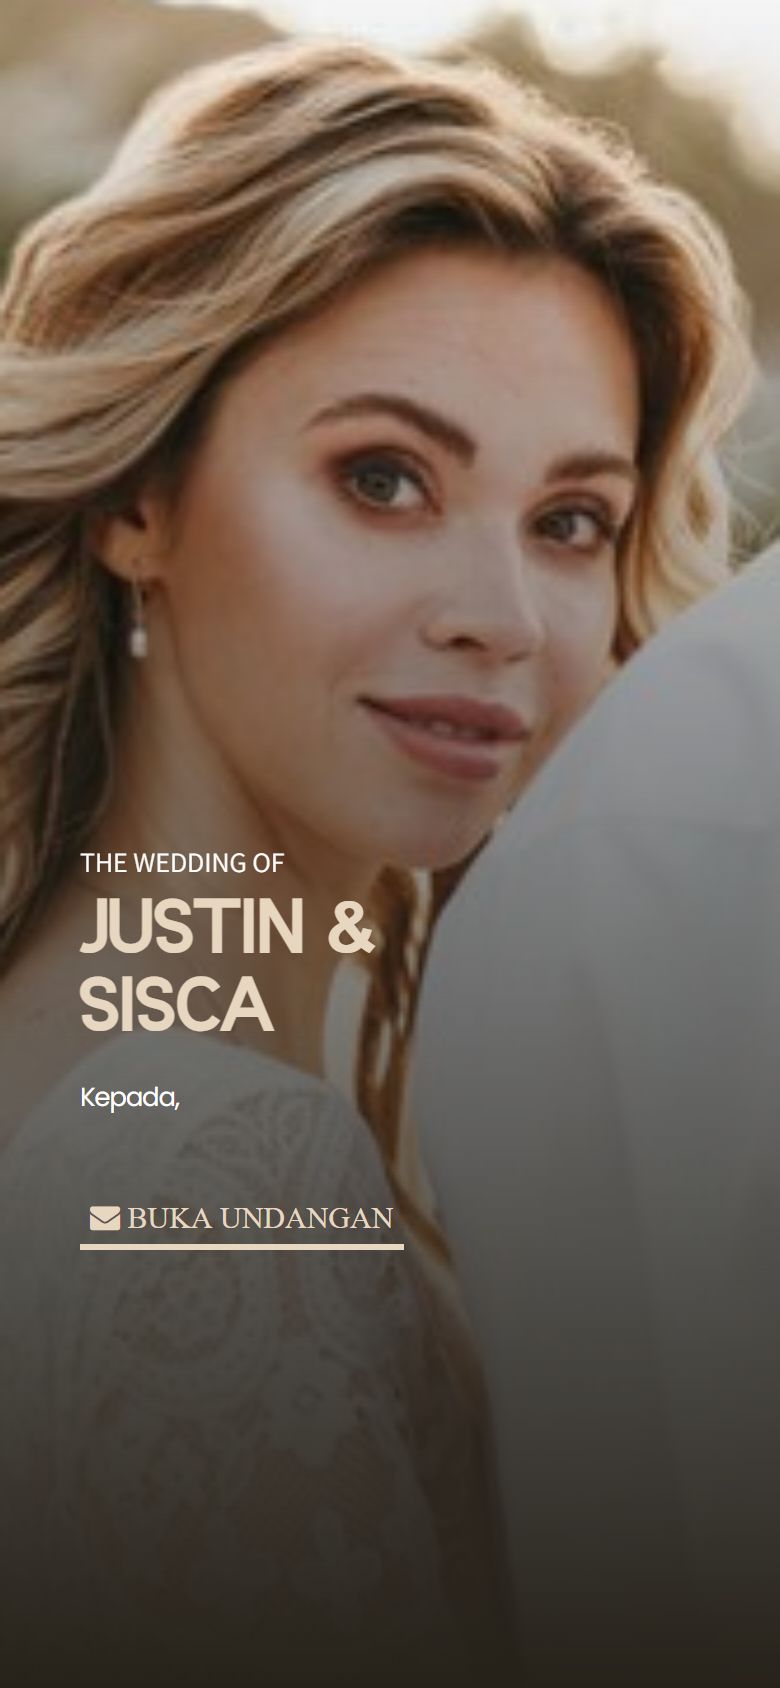 THE WEDDING OF
JUSTIN &
SISCA
Kepada,
BUKA UNDANGAN